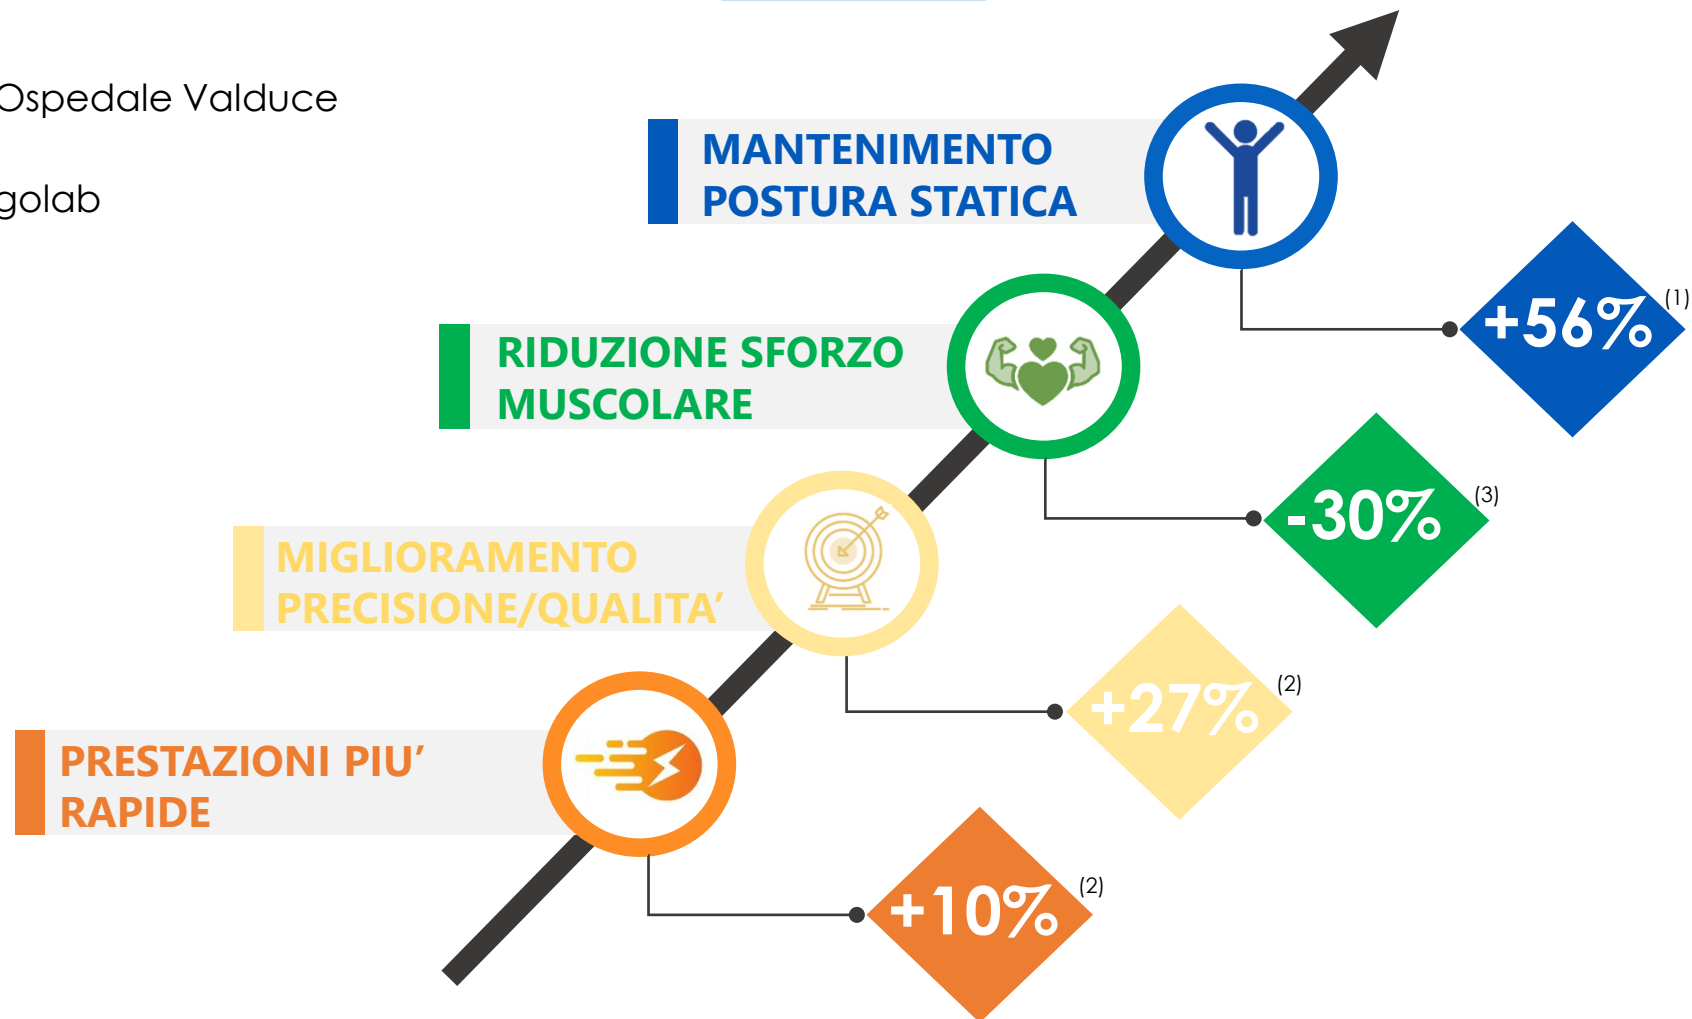 Ospedale Valduce
golab
MANTENIMENTO
POSTURA STATICA
+56% (1)
RIDUZIONE SFORZO
MUSCOLARE
-30% (3)
MIGLIORAMENTO
PRECISIONE/QUALITA’
+27% (2)
PRESTAZIONI PIU’
RAPIDE
+10% (2)